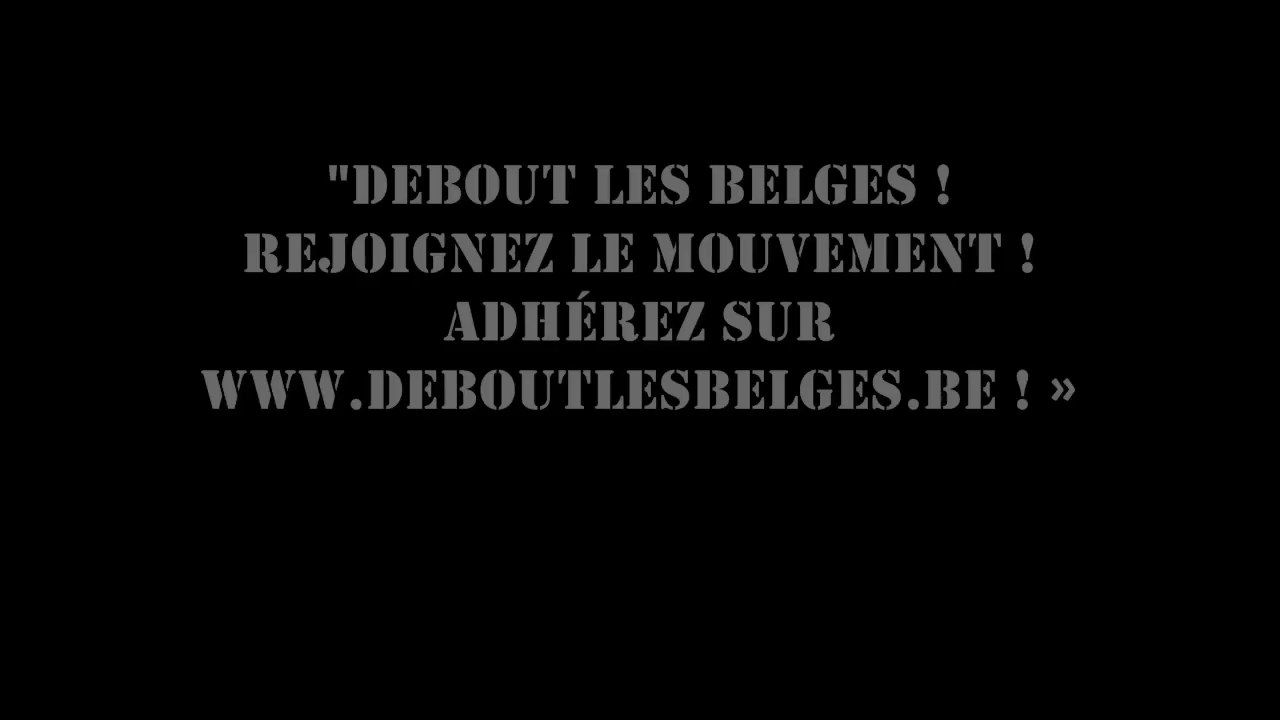 "DEBOUT LES BELGES !
REJOIGNEZ LE MOUVEMENT !
ADHÉREZ SUR
WWW.DEBOUTLESBELGES.BE ! »